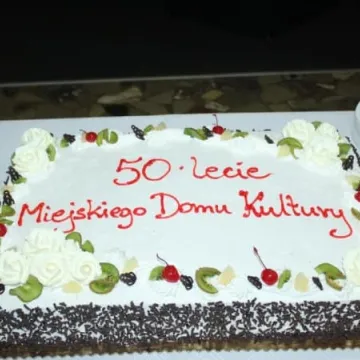 50-lecie
Miejskiego Domu Kultury